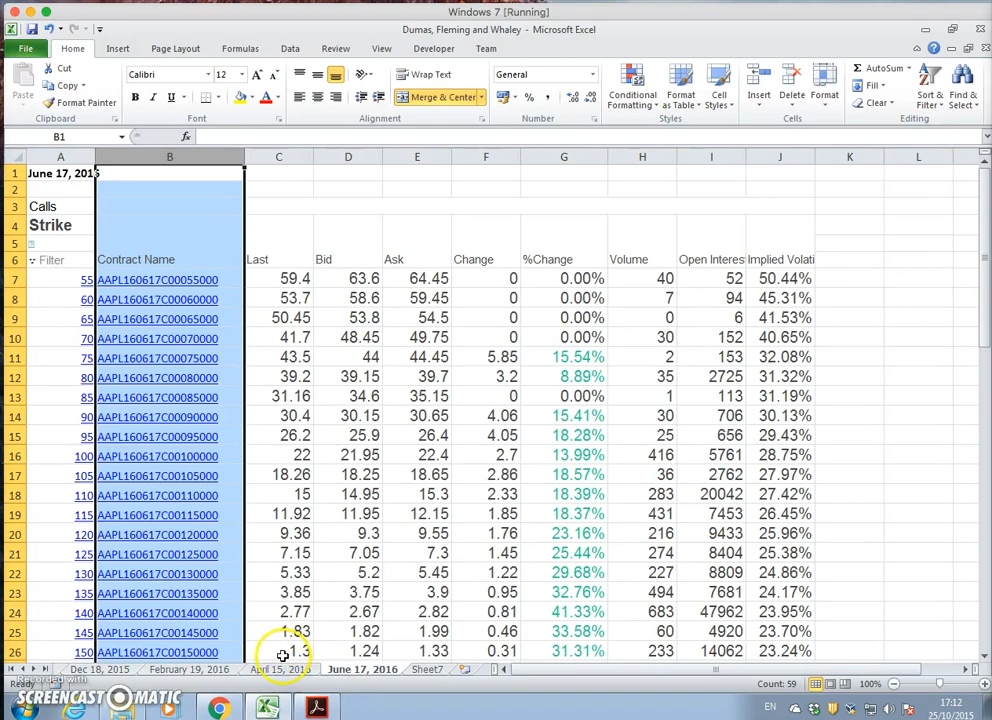 Windows 7 [Running]
Dumas, Fleming and Whaley - Microsoft Excel
File Home Insert Page Layout Formulas Data Review View Developer Team
Paste
Cut
Copy
Format Painter
Clipboard
Calibri 12
B I U
Font
Wrap Text
Merge & Center
Alignment
General
Number
Conditional Formatting
Format as Table
Cell Styles
Styles
Insert Delete Format
Cells
AutoSum
Fill
Clear
Sort & Filter
Find & Select
Editing
B1 fx
A B C D E F G H I J K L
1 June 17, 2016
2
3 Calls
4 Strike
5
6 Filter Contract Name Last Bid Ask Change %Change Volume Open Interes Implied Volati
7 55 AAPL160617C00055000 59.4 63.6 64.45 0 0.00% 40 52 50.44%
8 60 AAPL160617C00060000 53.7 58.6 59.45 0 0.00% 7 94 45.31%
9 65 AAPL160617C00065000 50.45 53.8 54.5 0 0.00% 0 6 41.53%
10 70 AAPL160617C00070000 41.7 48.45 49.75 0 0.00% 30 152 40.65%
11 75 AAPL160617C00075000 43.5 44 44.45 5.85 15.54% 2 153 32.08%
12 80 AAPL160617C00080000 39.2 39.15 39.7 3.2 8.89% 35 2725 31.32%
13 85 AAPL160617C00085000 31.16 34.6 35.15 0 0.00% 1 113 31.19%
14 90 AAPL160617C00090000 30.4 30.15 30.65 4.06 15.41% 30 706 30.13%
15 95 AAPL160617C00095000 26.2 25.9 26.4 4.05 18.28% 25 656 29.43%
16 100 AAPL160617C00100000 22 21.95 22.4 2.7 13.99% 416 5761 28.75%
17 105 AAPL160617C00105000 18.26 18.25 18.65 2.86 18.57% 36 2762 27.97%
18 110 AAPL160617C00110000 15 14.95 15.3 2.33 18.39% 283 20042 27.42%
19 115 AAPL160617C00115000 11.92 11.95 12.15 1.85 18.37% 431 7453 26.45%
20 120 AAPL160617C00120000 9.36 9.3 9.55 1.76 23.16% 216 9433 25.96%
21 125 AAPL160617C00125000 7.15 7.05 7.3 1.45 25.44% 274 8404 25.38%
22 130 AAPL160617C00130000 5.33 5.2 5.45 1.22 29.68% 227 8809 24.86%
23 135 AAPL160617C00135000 3.85 3.75 3.9 0.95 32.76% 494 7681 24.17%
24 140 AAPL160617C00140000 2.77 2.67 2.82 0.81 41.33% 683 47962 23.95%
25 145 AAPL160617C00145000 1.83 1.82 1.99 0.46 33.58% 60 4920 23.70%
26 150 AAPL160617C00150000 1.3 1.24 1.33 0.31 31.31% 233 14062 23.24%
Dec 18, 2015 February 19, 2016 April 15, 2016 June 17, 2016 Sheet7
Ready Count: 59 100%
Recorded with
SCREENCAST MATIC
EN 17:12
25/10/2015